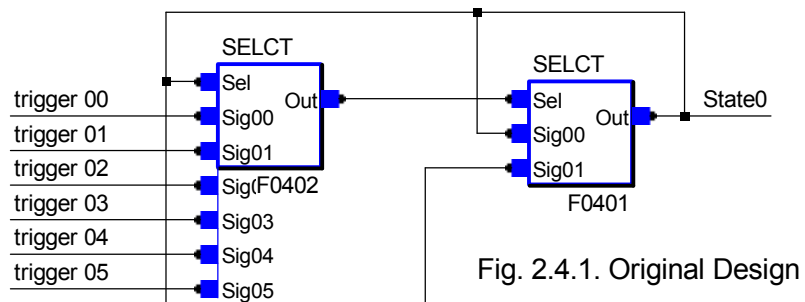 SELCT
Sel
Out
Sig00
Sig01
F0402
Sig03
Sig04
Sig05
trigger 00
trigger 01
trigger 02
trigger 03
trigger 04
trigger 05
SELCT
Sel
Out
Sig00
Sig01
F0401
State0
Fig. 2.4.1. Original Design